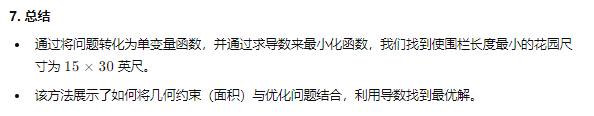 7. 总结
• 通过将问题转化为单变量函数，并通过求导数来最小化函数，我们找到使围栏长度最小的花园尺
寸为 15 × 30 英尺。
• 该方法展示了如何将几何约束（面积）与优化问题结合，利用导数找到最优解。